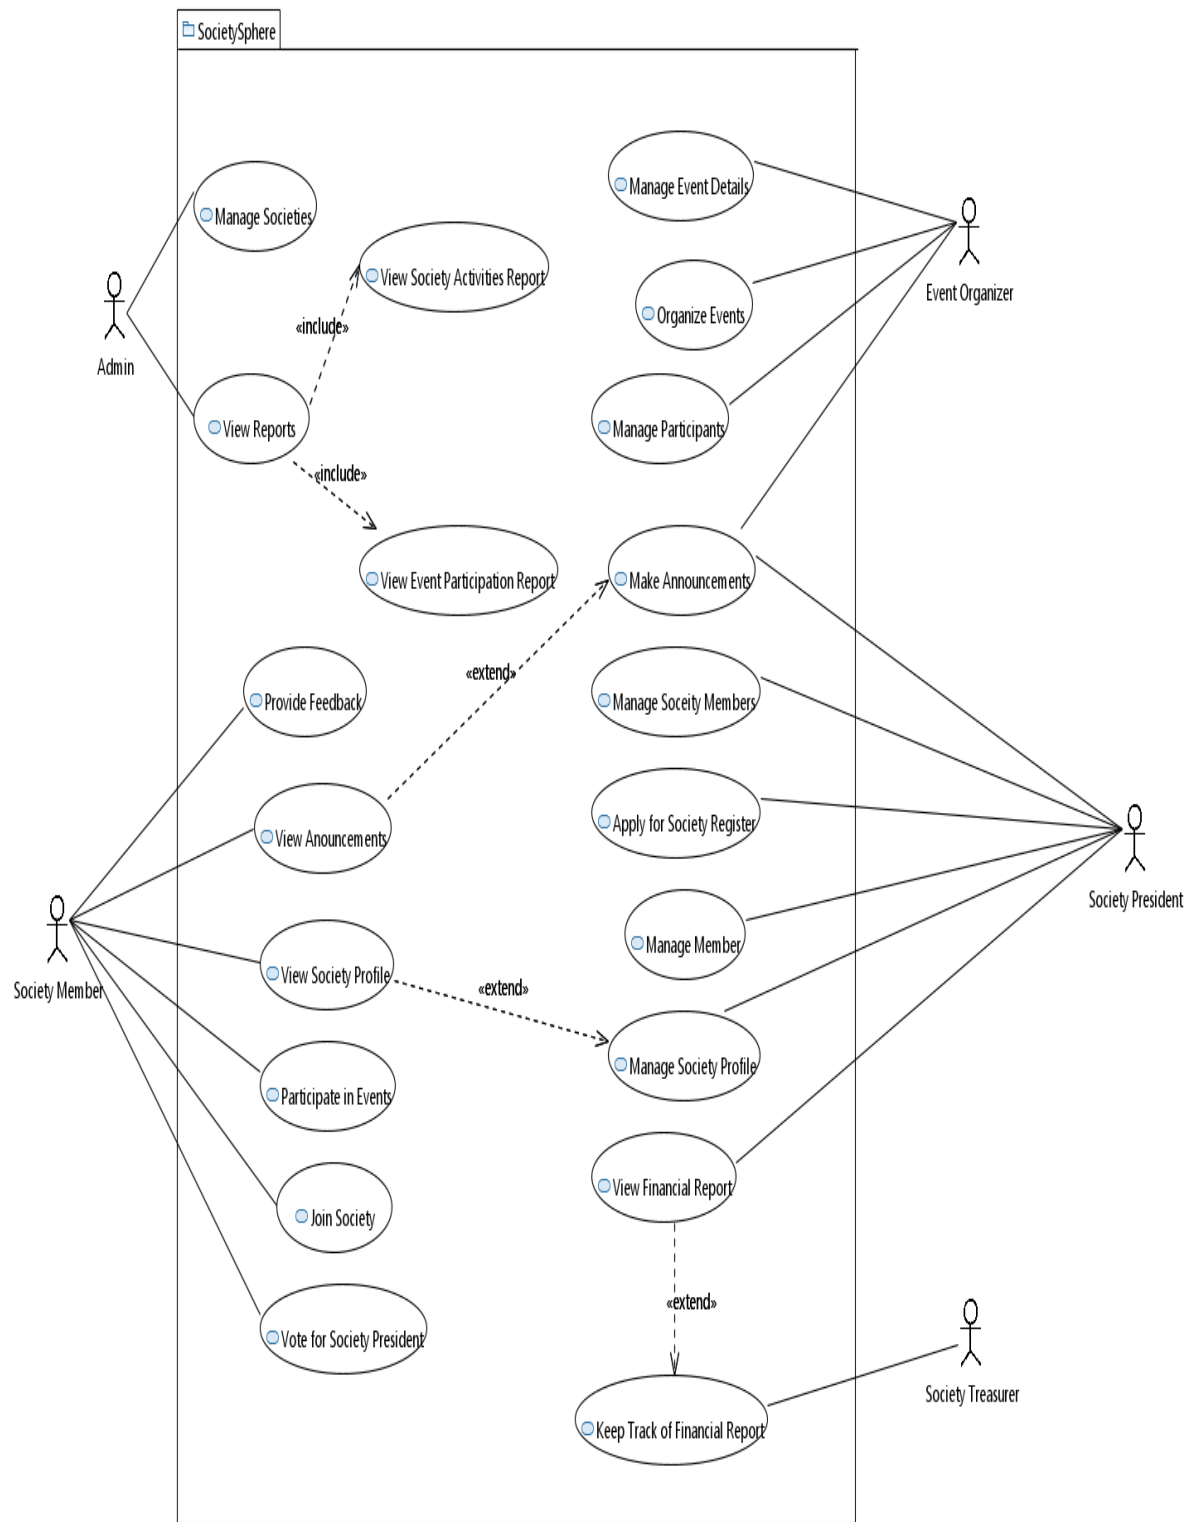 SocietySphere
Manage Event Details
Manage Societies
View Society Activities Report
Event Organizer
Organize Events
«include»
Admin
View Reports
Manage Participants
«include»
View Event Participation Report
Make Announcements
«extend»
Provide Feedback
Manage Soceity Members
View Anouncements
Apply for Society Register
Society President
Manage Member
Society Member
View Society Profile
«extend»
Manage Society Profile
Participate in Events
View Financial Report
Join Society
«extend»
Vote for Society President
Society Treasurer
Keep Track of Financial Report